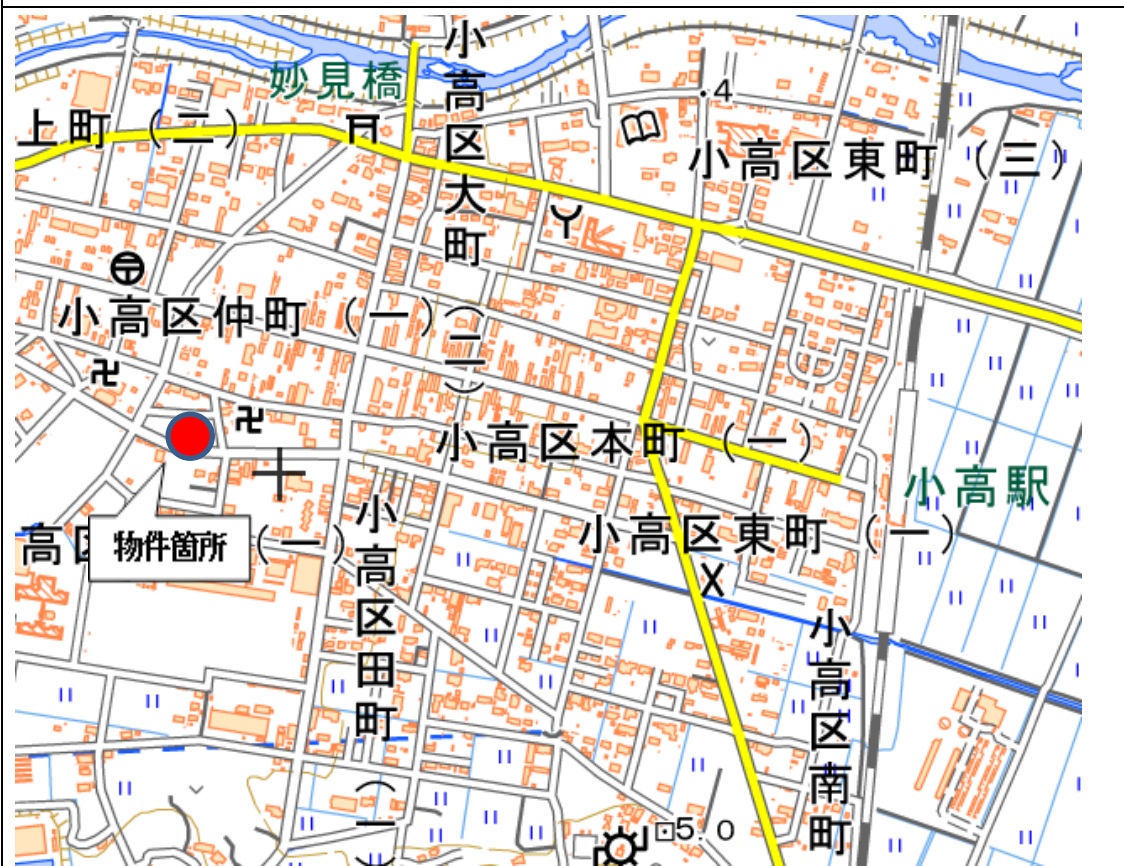 妙見橋
小高区大町(二)
・4
上町(二)
小高区東町(三)
小高区仲町(一)
小高区本町(一)
小高駅
小高区東町(一)
物件箇所
高区
(一)
小高区田町(一)
小高区南町
5.0